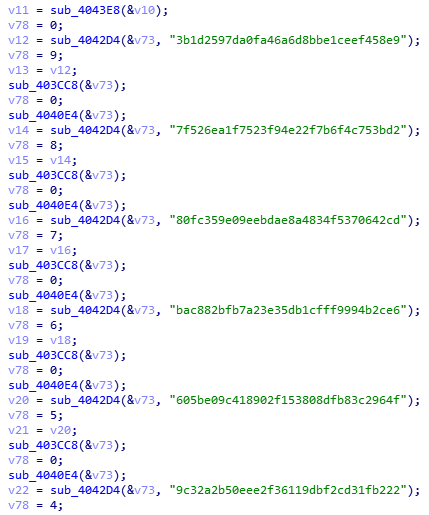 v11 = sub_4043E8(&v10);
v78 = 0;
v12 = sub_4042D4(&v73, "3b1d2597da0fa46a6d8bbe1ceef458e9");
v78 = 9;
v13 = v12;
sub_403CC8(&v73);
v78 = 0;
sub_4040E4(&v73);
v14 = sub_4042D4(&v73, "7f526ea1f7523f94e22f7b6f4c753bd2");
v78 = 8;
v15 = v14;
sub_403CC8(&v73);
v78 = 0;
sub_4040E4(&v73);
v16 = sub_4042D4(&v73, "80fc359e09eebdae8a4834f5370642cd");
v78 = 7;
v17 = v16;
sub_403CC8(&v73);
v78 = 0;
sub_4040E4(&v73);
v18 = sub_4042D4(&v73, "bac882bfb7a23e35db1cfff9994b2ce6");
v78 = 6;
v19 = v18;
sub_403CC8(&v73);
v78 = 0;
sub_4040E4(&v73);
v20 = sub_4042D4(&v73, "605be09c418902f153808dfb83c2964f");
v78 = 5;
v21 = v20;
sub_403CC8(&v73);
v78 = 0;
sub_4040E4(&v73);
v22 = sub_4042D4(&v73, "9c32a2b50eee2f36119dbf2cd31fb222");
v78 = 4;